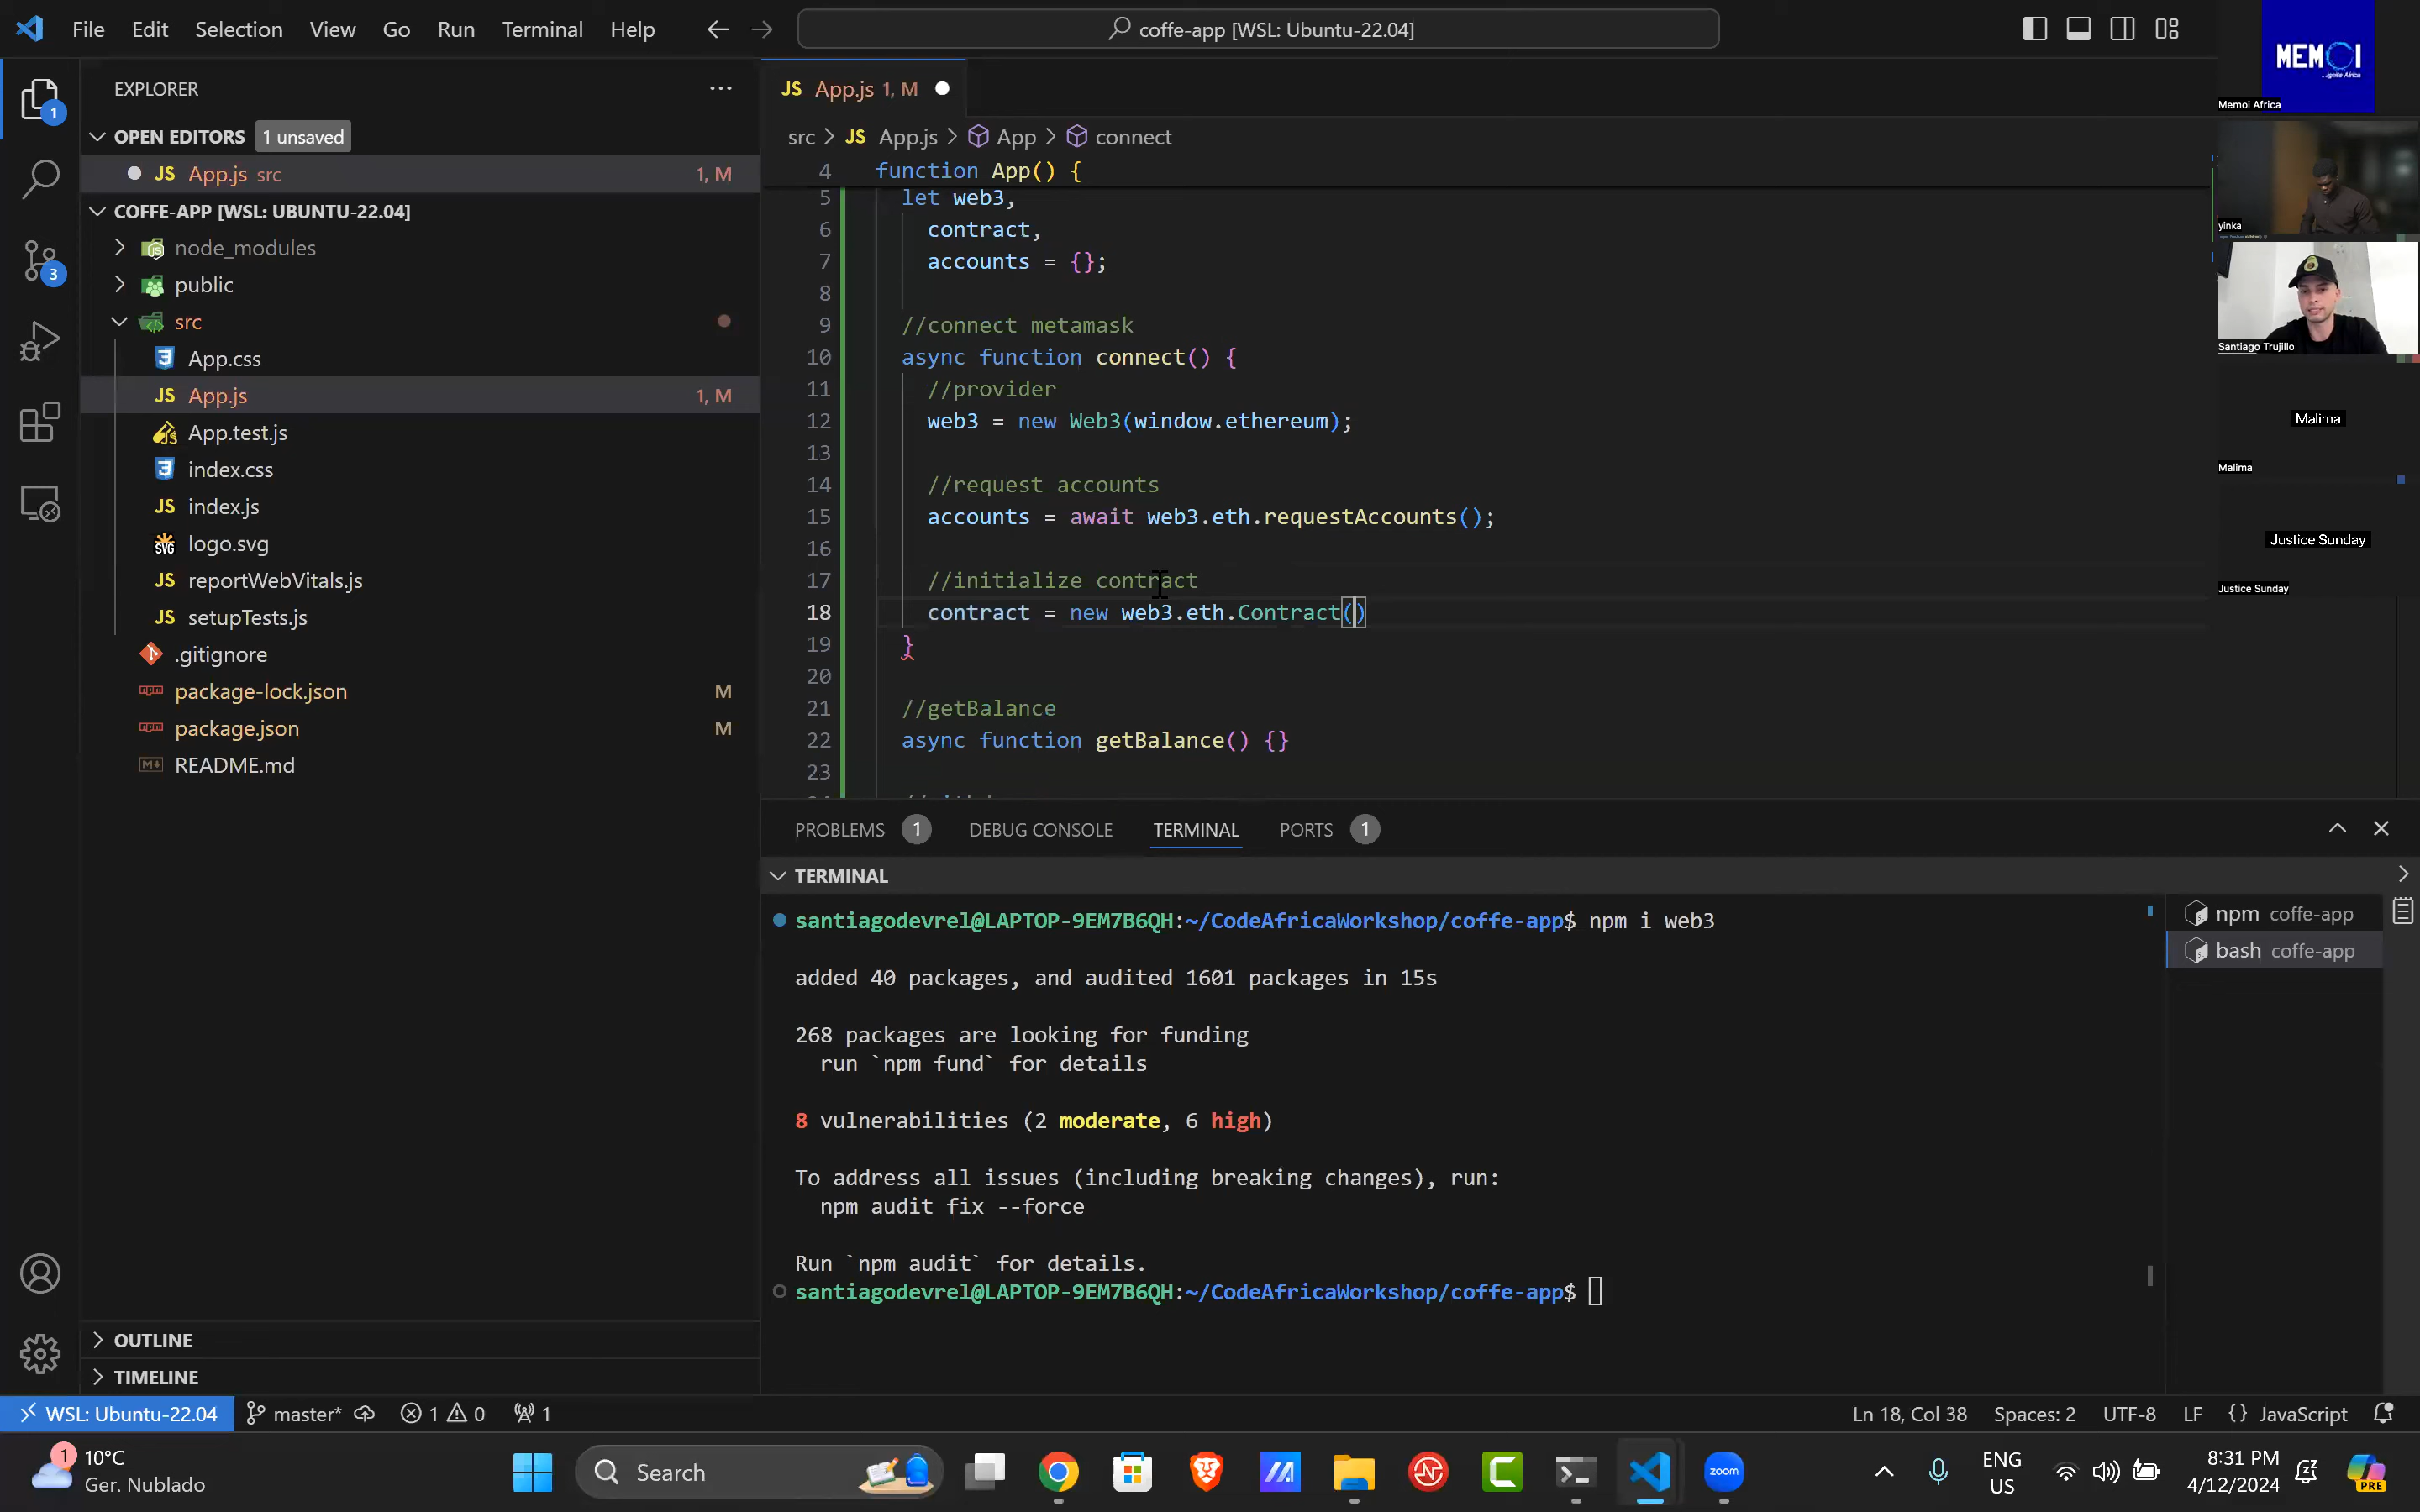 File Edit Selection View Go Run Terminal Help
coffe-app [WSL: Ubuntu-22.04]
EXPLORER
OPEN EDITORS 1 unsaved
JS App.js src 1, M
COFFE-APP [WSL: UBUNTU-22.04]
node_modules
public
src
App.css
JS App.js 1, M
App.test.js
index.css
JS index.js
logo.svg
JS reportWebVitals.js
JS setupTests.js
.gitignore
package-lock.json M
package.json M
README.md
OUTLINE
TIMELINE
JS App.js 1, M
src > JS App.js > App > connect
4 function App() {
5 let web3,
6 contract,
7 accounts = {};
8
9 //connect metamask
10 async function connect() {
11 //provider
12 web3 = new Web3(window.ethereum);
13
14 //request accounts
15 accounts = await web3.eth.requestAccounts();
16
17 //initialize contract
18 contract = new web3.eth.Contract()
19 }
20
21 //getBalance
22 async function getBalance() {}
23
PROBLEMS 1 DEBUG CONSOLE TERMINAL PORTS 1
TERMINAL
santiagodevrel@LAPTOP-9EM7B6QH:~/CodeAfricaWorkshop/coffe-app$ npm i web3
added 40 packages, and audited 1601 packages in 15s
268 packages are looking for funding
run `npm fund` for details
8 vulnerabilities (2 moderate, 6 high)
To address all issues (including breaking changes), run:
npm audit fix --force
Run `npm audit` for details.
santiagodevrel@LAPTOP-9EM7B6QH:~/CodeAfricaWorkshop/coffe-app$
npm coffe-app
bash coffe-app
MEMOI
...ignite Africa
Memoi Africa
yinka
Santiago Trujillo
Malima
Malima
Justice Sunday
Justice Sunday
1
3
WSL: Ubuntu-22.04 master* 1 0 1
Ln 18, Col 38 Spaces: 2 UTF-8 LF {} JavaScript
1
10°C
Ger. Nublado
Search
zoom
ENG
US
8:31 PM
4/12/2024
PRE